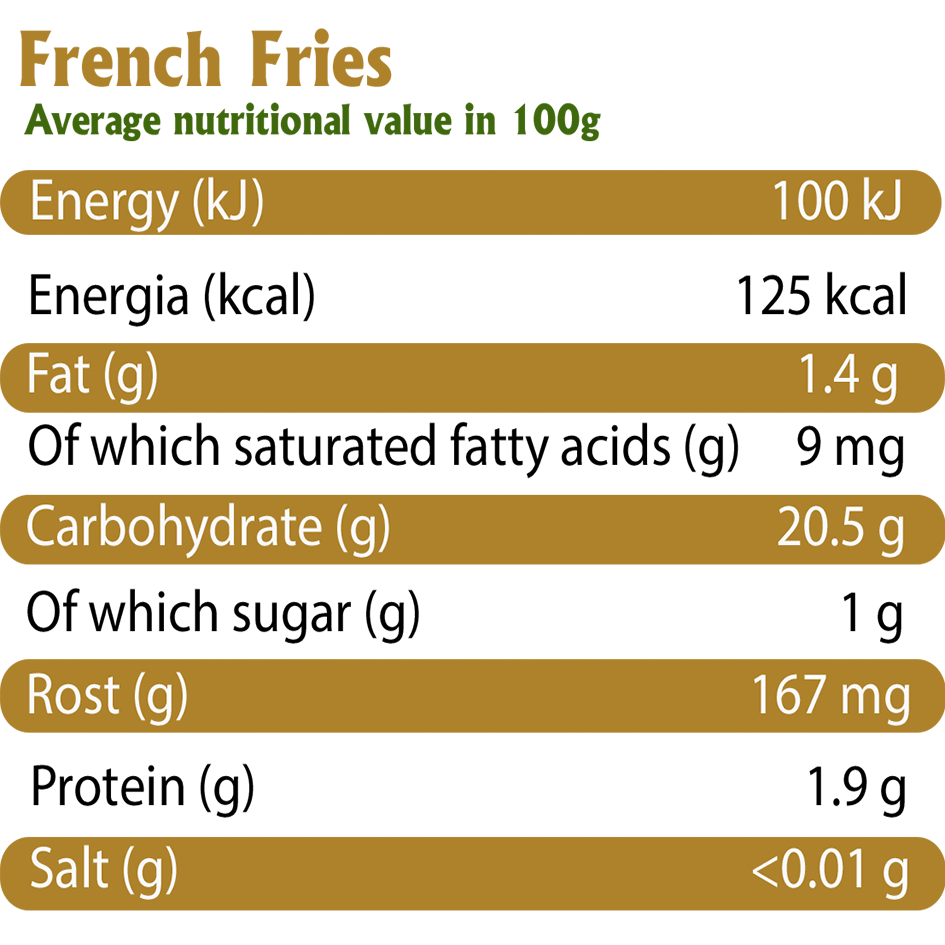 French Fries
Average nutritional value in 100g
Energy (kJ) 100 kJ
Energia (kcal) 125 kcal
Fat (g) 1.4 g
Of which saturated fatty acids (g) 9 mg
Carbohydrate (g) 20.5 g
Of which sugar (g) 1 g
Rost (g) 167 mg
Protein (g) 1.9 g
Salt (g) <0.01 g